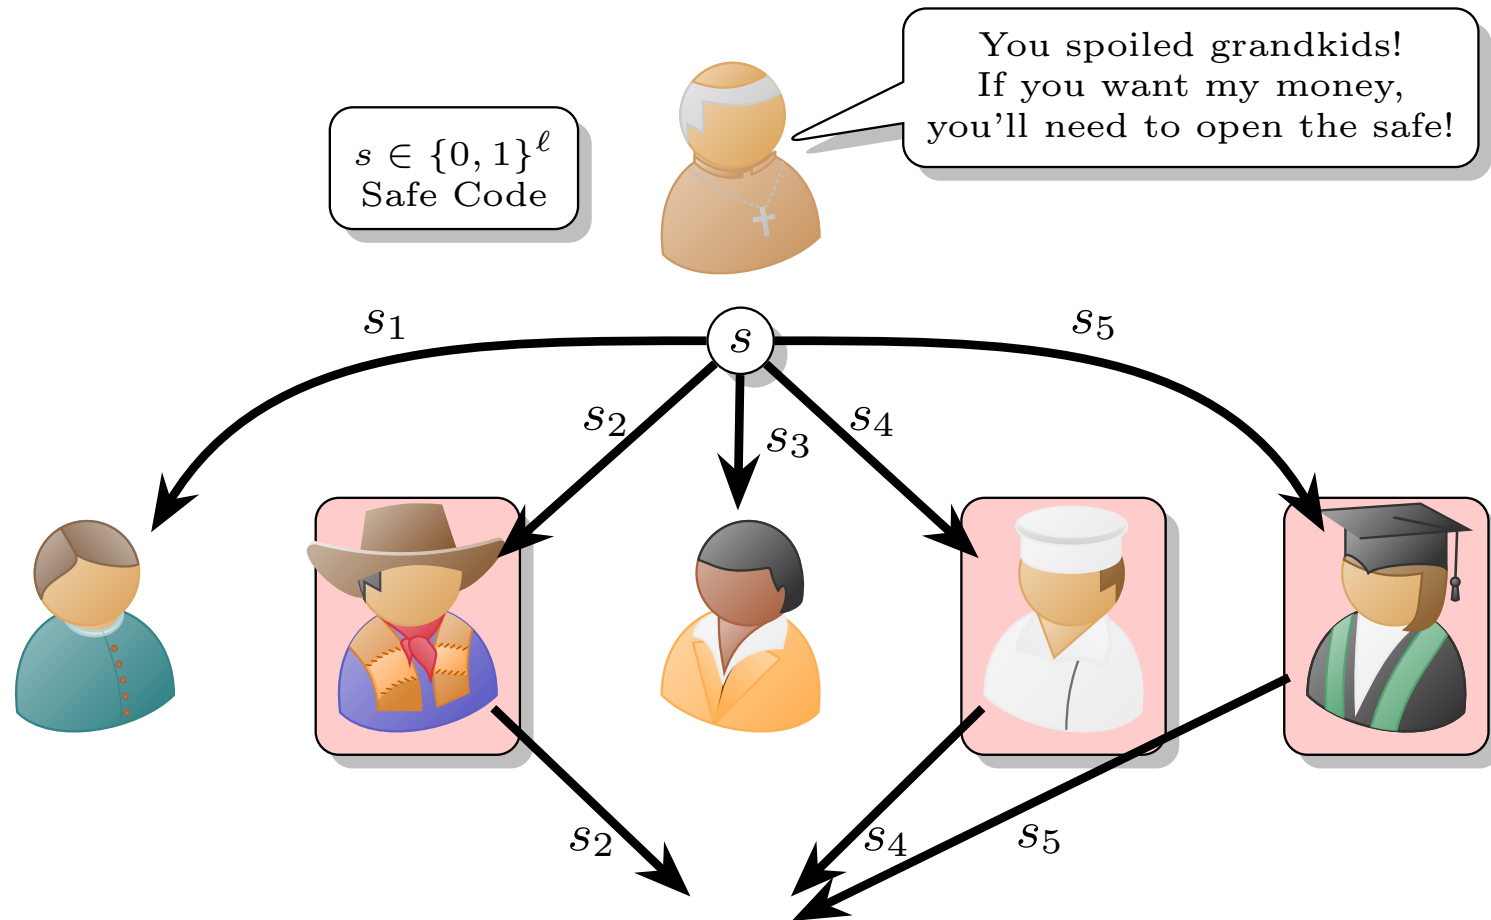 You spoiled grandkids!
If you want my money,
you'll need to open the safe!
s ∈ {0, 1}^ℓ
Safe Code
s
s₁
s₅
s₂
s₄
s₃
s₂
s₄
s₅